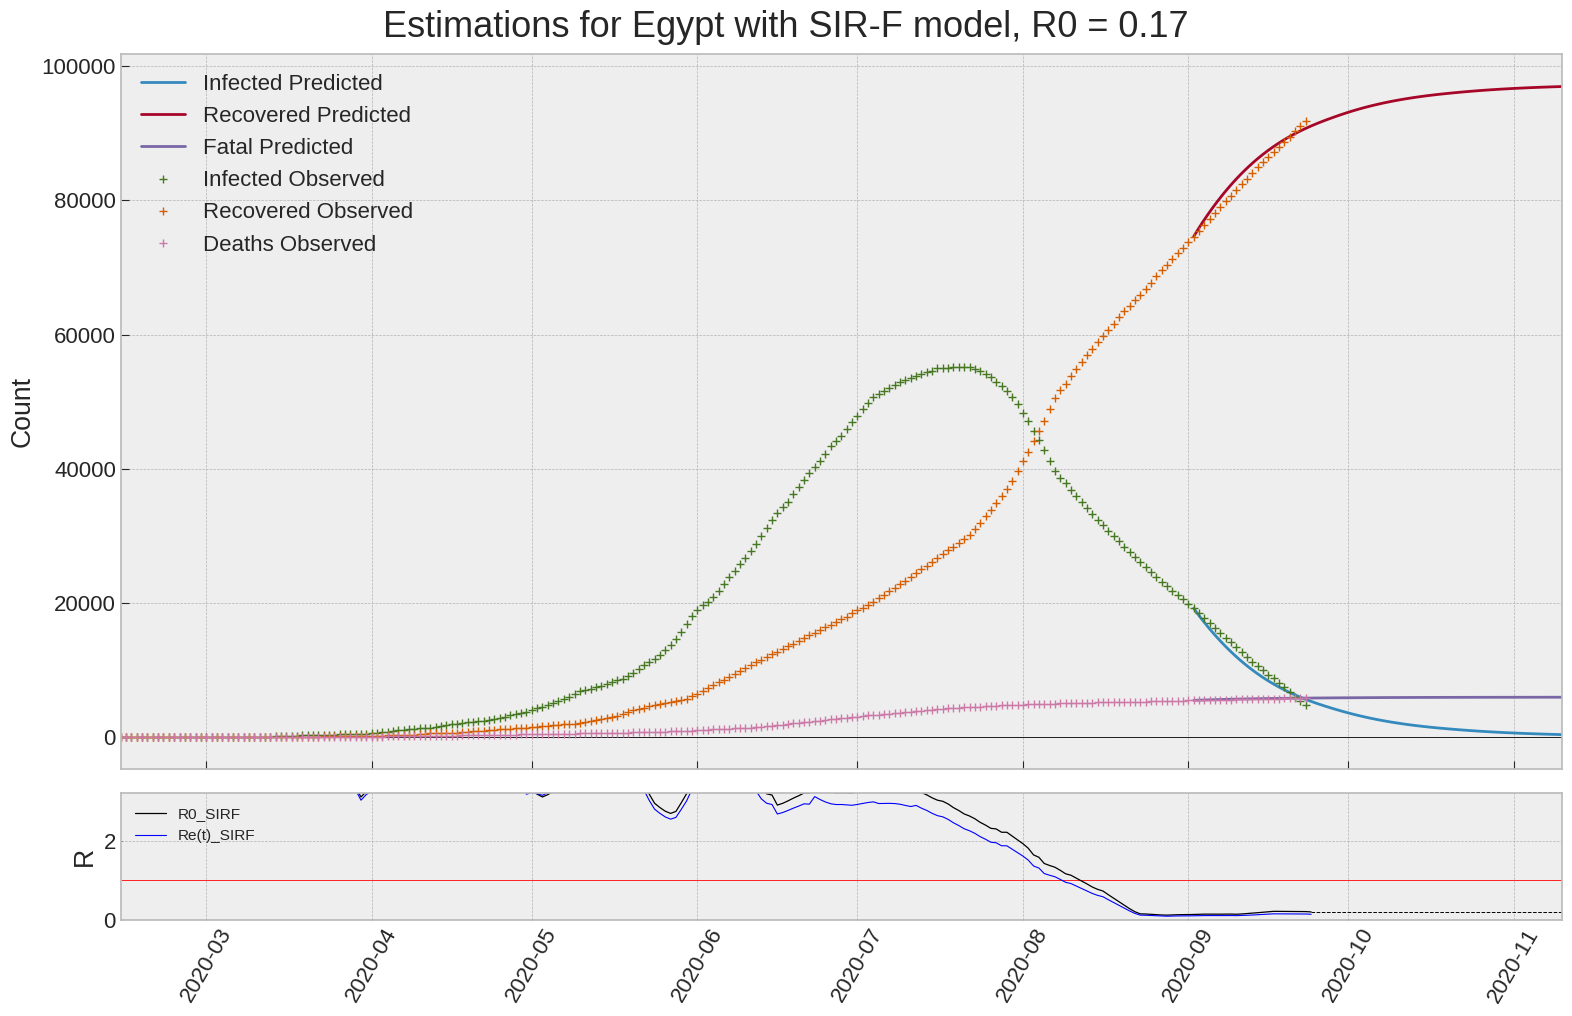 Estimations for Egypt with SIR-F model, R0 = 0.17
100000
80000
60000
40000
20000
0
Count
Infected Predicted
Recovered Predicted
Fatal Predicted
Infected Observed
Recovered Observed
Deaths Observed
R0_SIRF
Re(t)_SIRF
2
0
R
2020-03
2020-04
2020-05
2020-06
2020-07
2020-08
2020-09
2020-10
2020-11